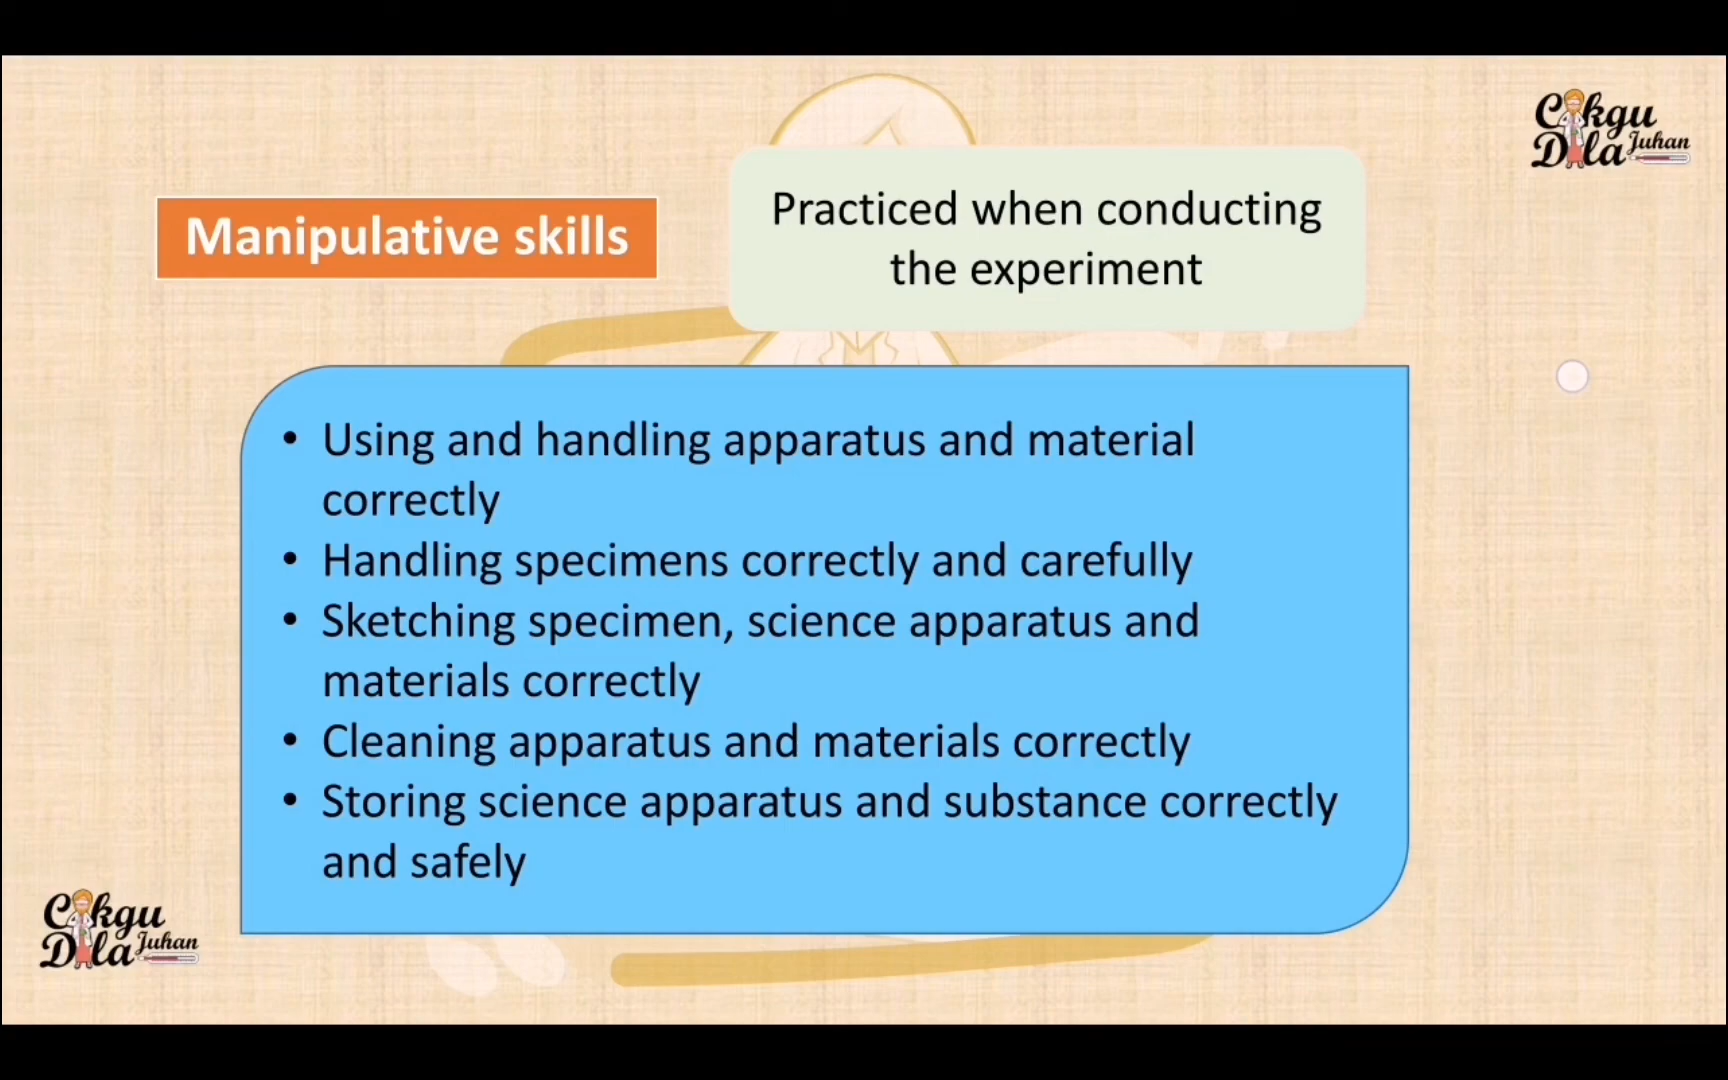 Cikgu
Dila Juhan
Manipulative skills
Practiced when conducting
the experiment
• Using and handling apparatus and material
correctly
• Handling specimens correctly and carefully
• Sketching specimen, science apparatus and
materials correctly
• Cleaning apparatus and materials correctly
• Storing science apparatus and substance correctly
and safely
Cikgu
Dila Juhan